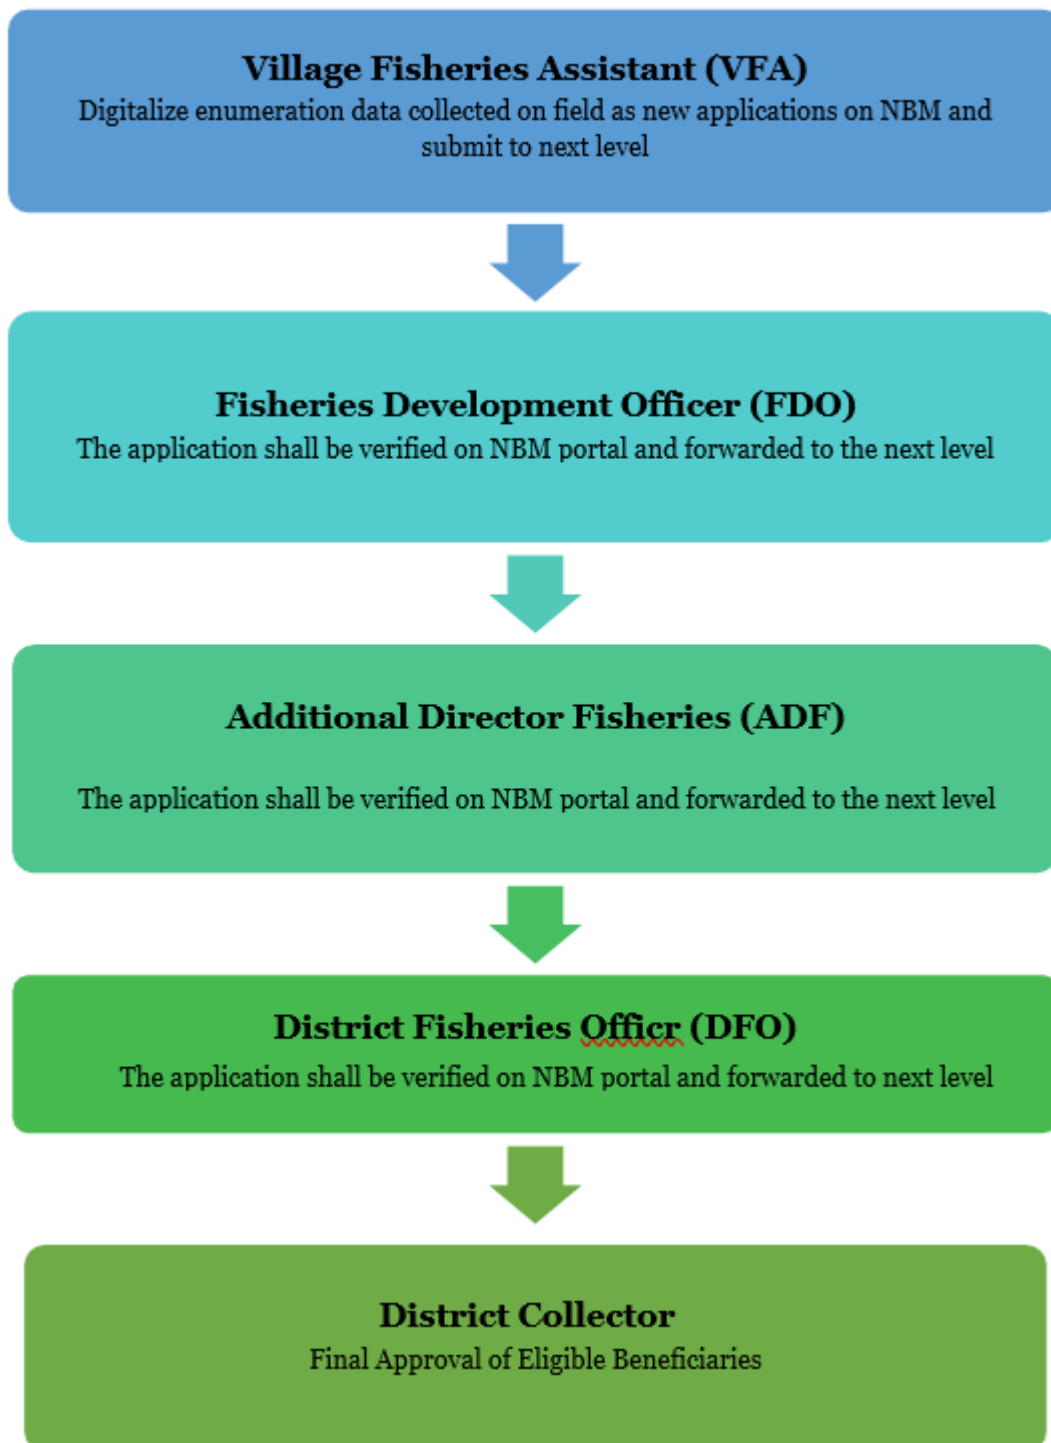 Village Fisheries Assistant (VFA)
Digitalize enumeration data collected on field as new applications on NBM and
submit to next level
Fisheries Development Officer (FDO)
The application shall be verified on NBM portal and forwarded to the next level
Additional Director Fisheries (ADF)
The application shall be verified on NBM portal and forwarded to the next level
District Fisheries Officr (DFO)
The application shall be verified on NBM portal and forwarded to next level
District Collector
Final Approval of Eligible Beneficiaries